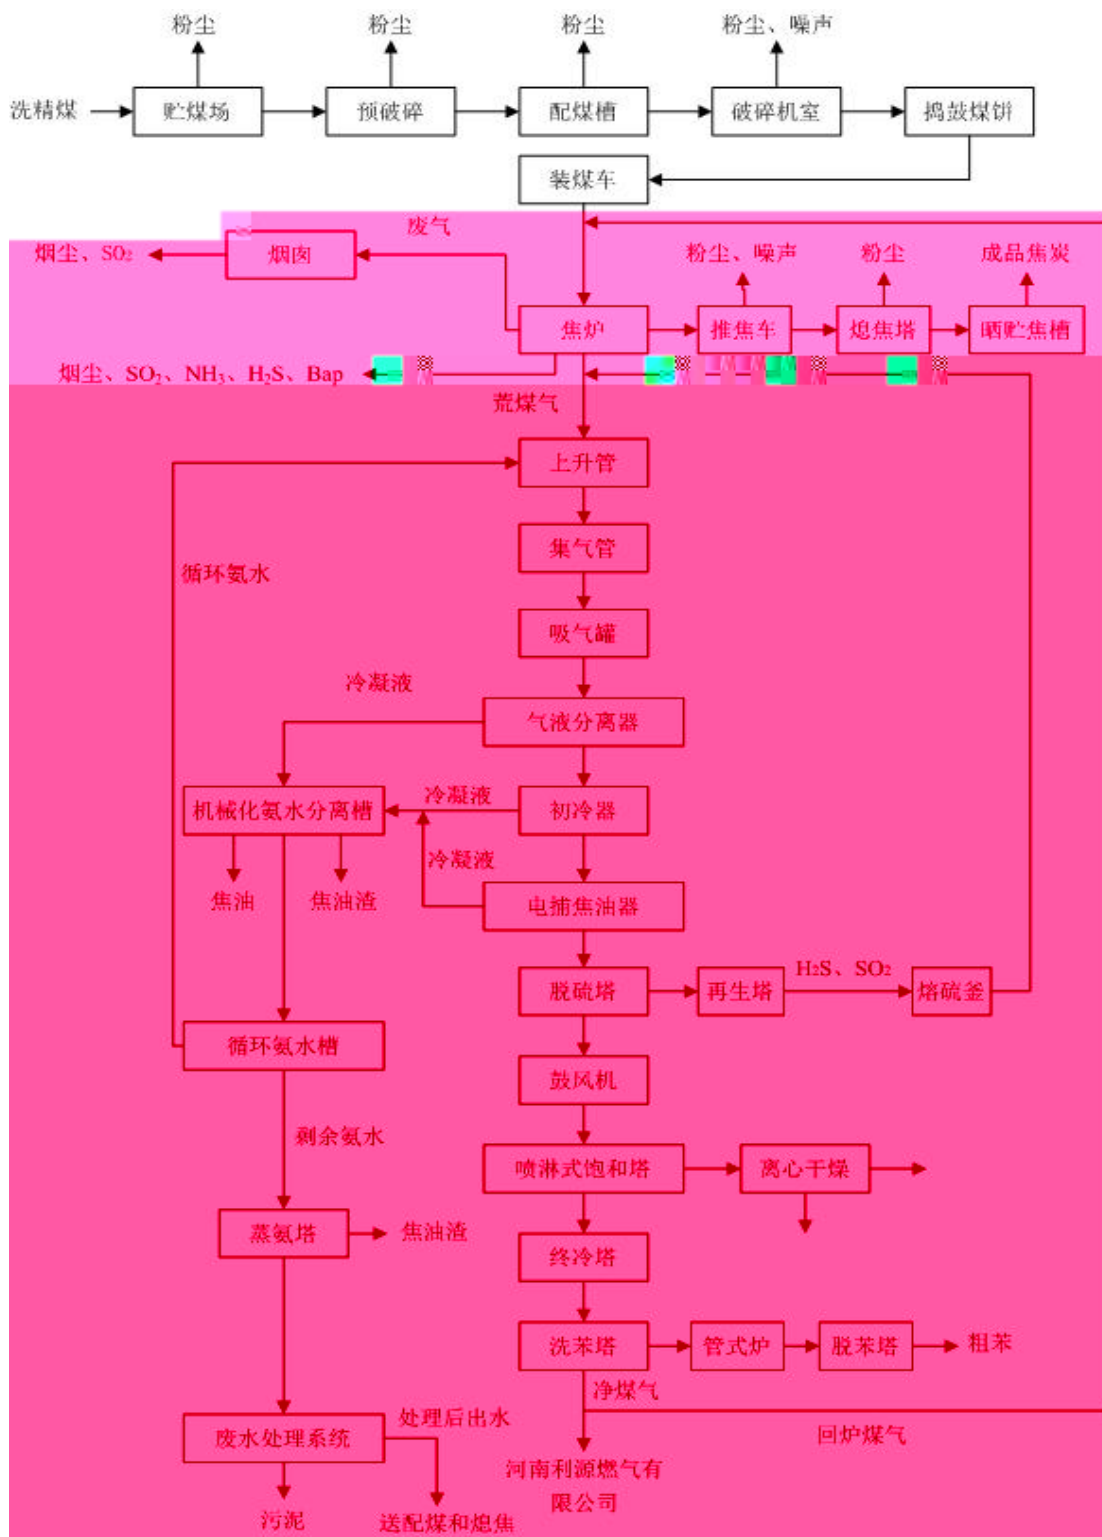 粉尘
粉尘
粉尘
粉尘、噪声
洗精煤
贮煤场
预破碎
配煤槽
破碎机室
捣鼓煤饼
装煤车
废气
烟尘、SO₂
烟囱
粉尘、噪声
粉尘
成品焦炭
焦炉
推焦车
熄焦塔
晒贮焦槽
烟尘、SO₂、NH₃、H₂S、Bap
荒煤气
上升管
集气管
循环氨水
吸气罐
冷凝液
气液分离器
机械化氨水分离槽
冷凝液
初冷器
冷凝液
焦油
焦油渣
电捕焦油器
脱硫塔
再生塔
H₂S、SO₂
熔硫釜
循环氨水槽
鼓风机
剩余氨水
喷淋式饱和塔
离心干燥
蒸氨塔
焦油渣
终冷塔
洗苯塔
管式炉
脱苯塔
粗苯
净煤气
处理后出水
废水处理系统
回炉煤气
河南利源燃气有
限公司
污泥
送配煤和熄焦